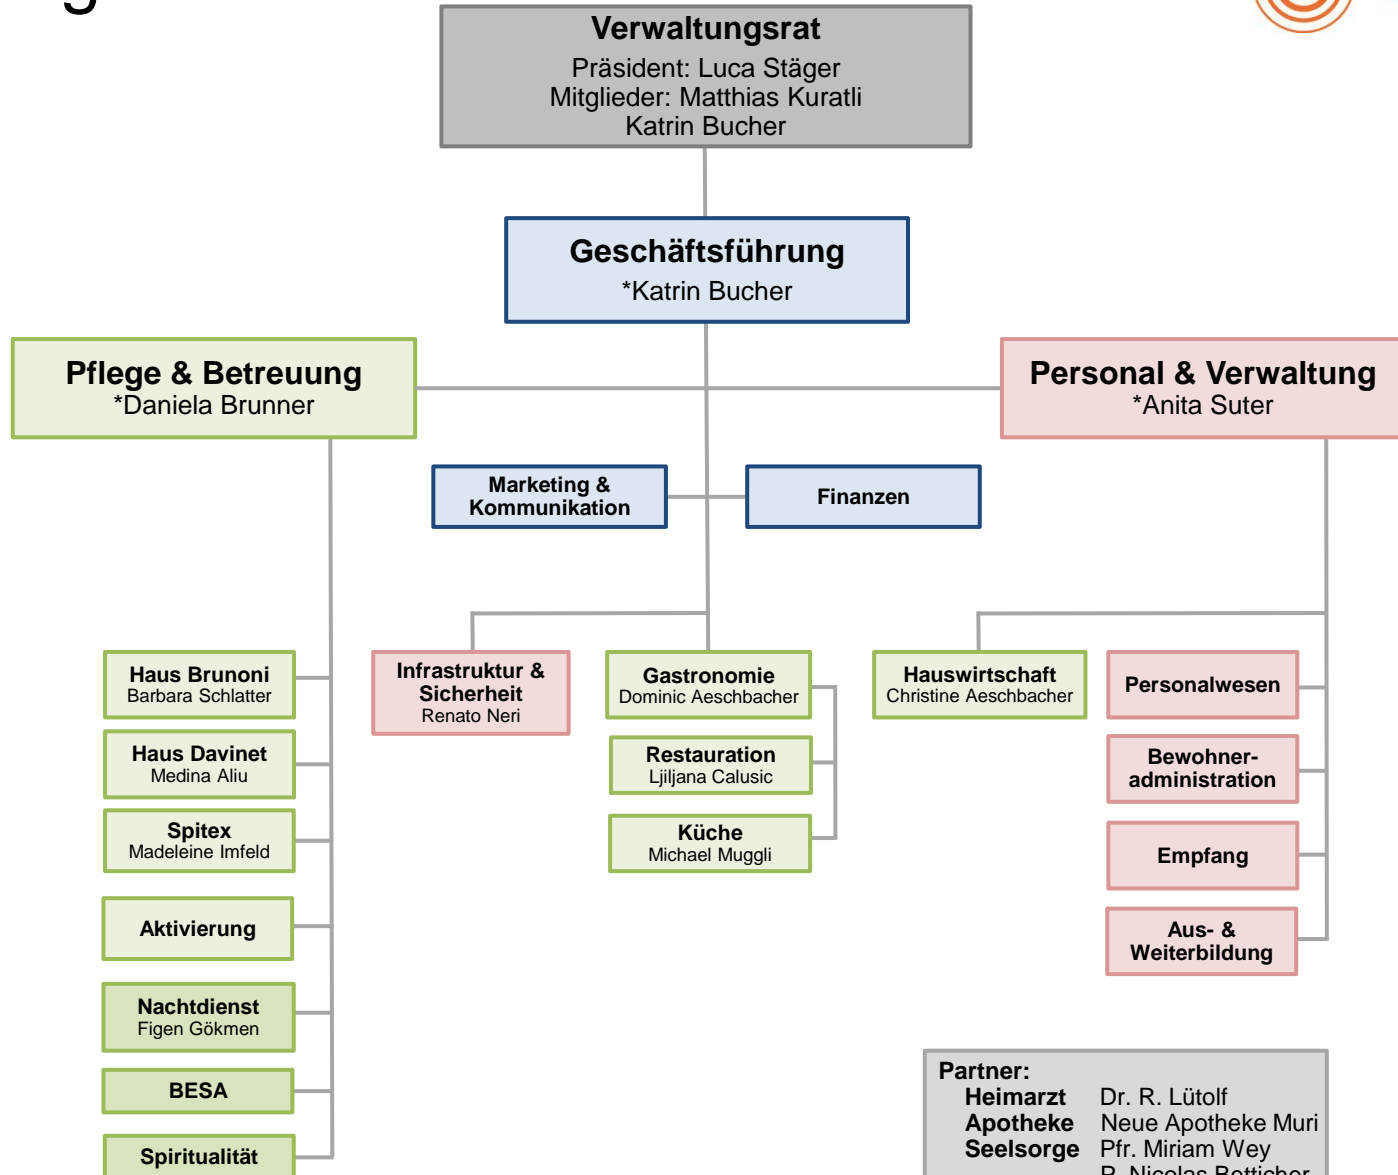 g
Verwaltungsrat
Präsident: Luca Stäger
Mitglieder: Matthias Kuratli
Katrin Bucher
Geschäftsführung
*Katrin Bucher
Pflege & Betreuung
*Daniela Brunner
Personal & Verwaltung
*Anita Suter
Marketing &
Kommunikation
Finanzen
Haus Brunoni
Barbara Schlatter
Haus Davinet
Medina Aliu
Spitex
Madeleine Imfeld
Aktivierung
Nachtdienst
Figen Gökmen
BESA
Spiritualität
Infrastruktur &
Sicherheit
Renato Neri
Gastronomie
Dominic Aeschbacher
Restauration
Ljiljana Calusic
Küche
Michael Muggli
Hauswirtschaft
Christine Aeschbacher
Personalwesen
Bewohner-
administration
Empfang
Aus- &
Weiterbildung
Partner:
Heimarzt Dr. R. Lütolf
Apotheke Neue Apotheke Muri
Seelsorge Pfr. Miriam Wey
P. Nicolas Betticher